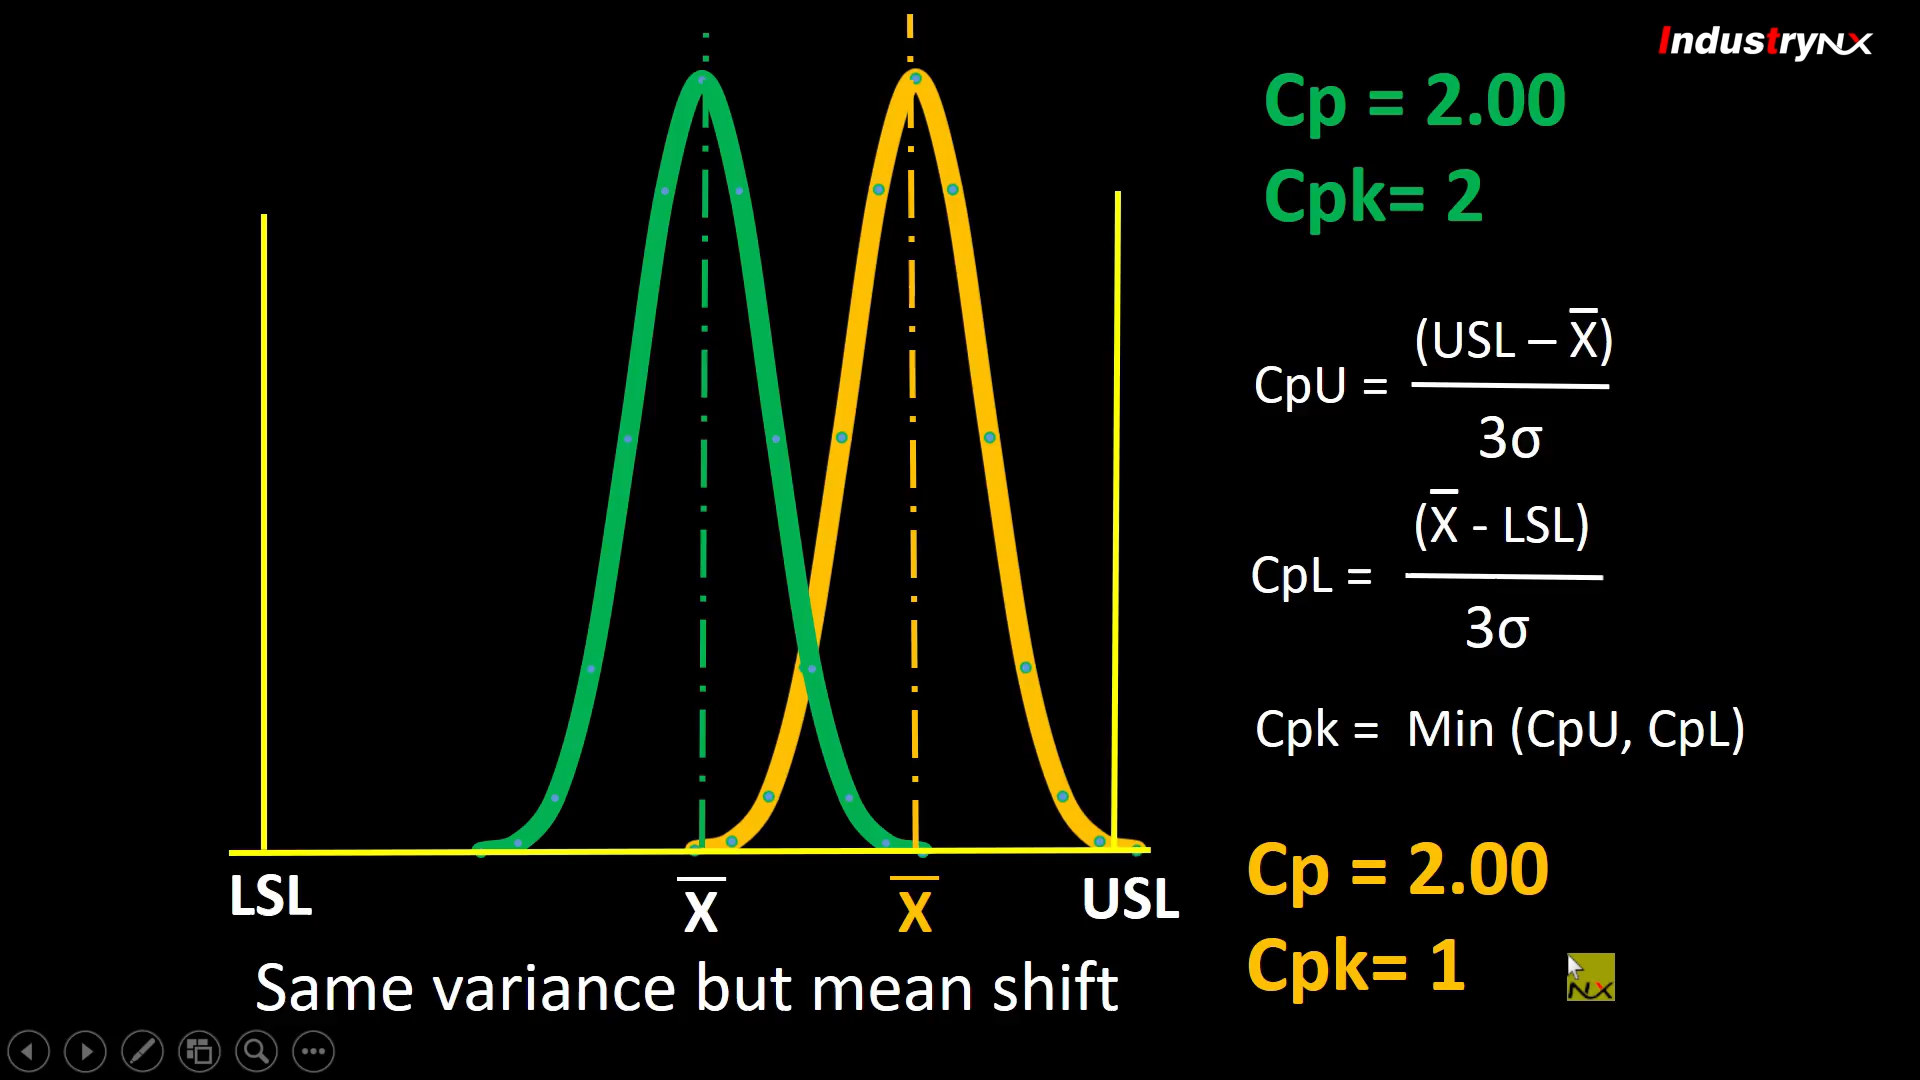 IndustryNX
Cp = 2.00
Cpk= 2
CpU = (USL – X̅)
3σ
CpL = (X̅ - LSL)
3σ
Cpk = Min (CpU, CpL)
LSL
X̅
X̅
USL
Same variance but mean shift
Cp = 2.00
Cpk= 1
NX